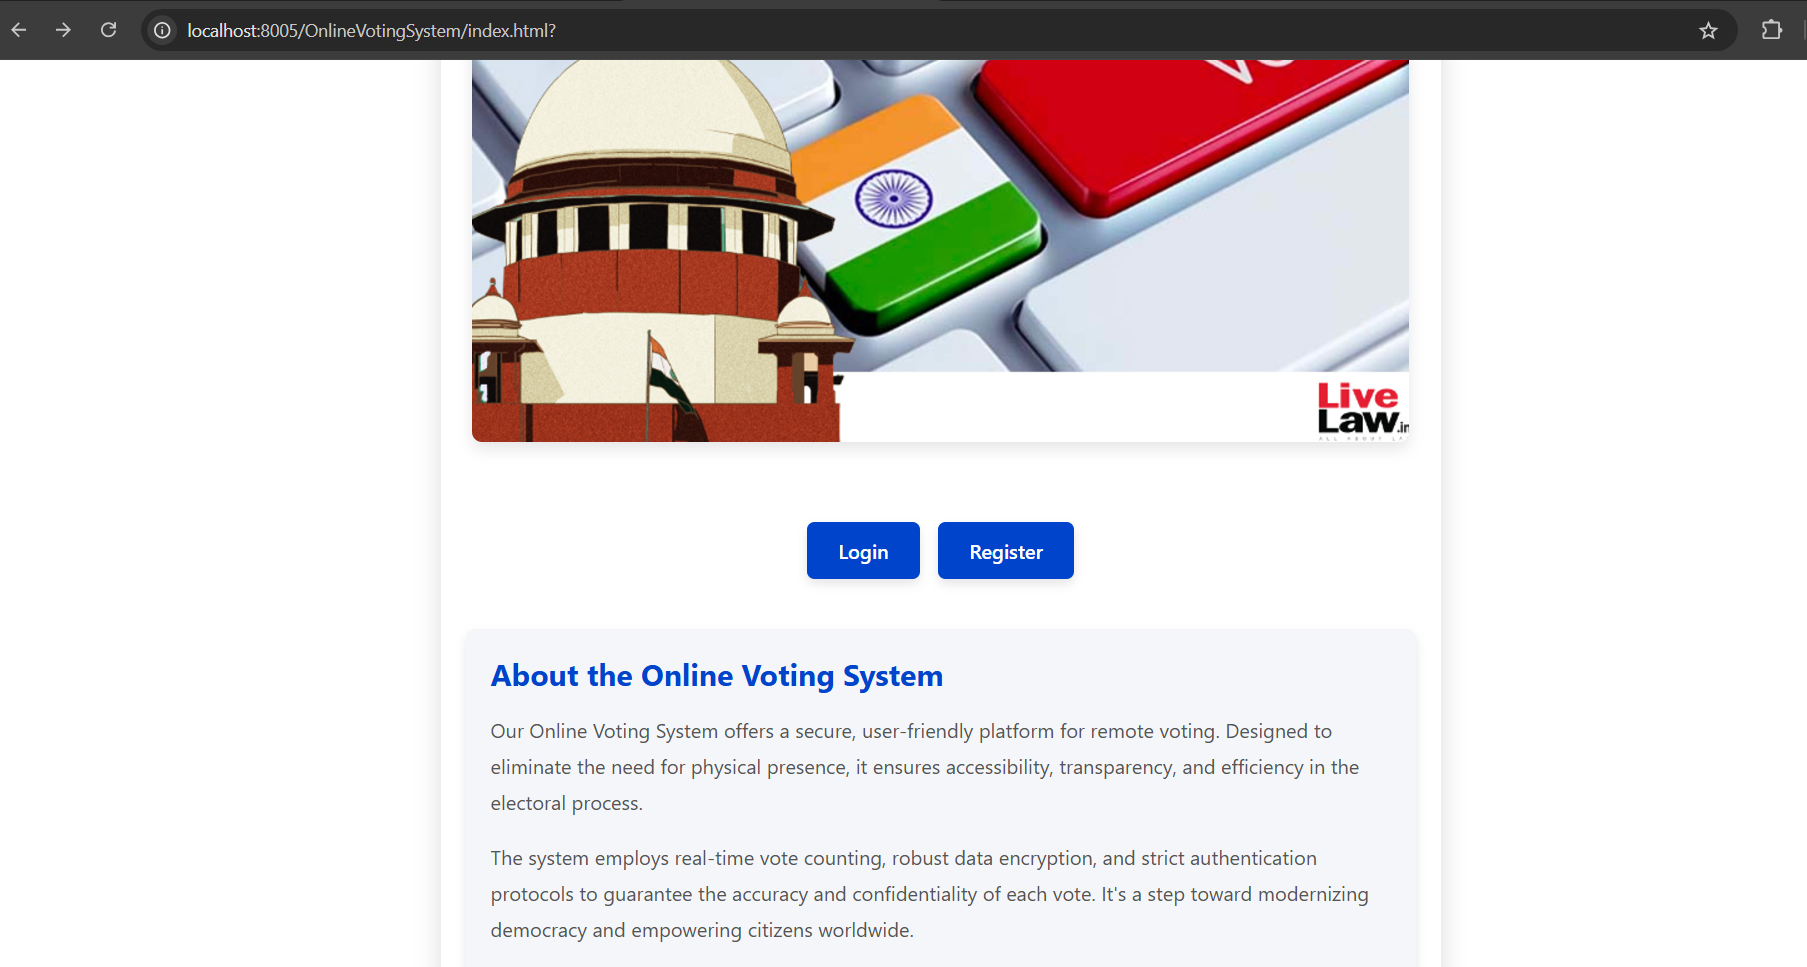 localhost:8005/OnlineVotingSystem/index.html?
Live
Law.in
Login
Register
About the Online Voting System
Our Online Voting System offers a secure, user-friendly platform for remote voting. Designed to
eliminate the need for physical presence, it ensures accessibility, transparency, and efficiency in the
electoral process.
The system employs real-time vote counting, robust data encryption, and strict authentication
protocols to guarantee the accuracy and confidentiality of each vote. It's a step toward modernizing
democracy and empowering citizens worldwide.